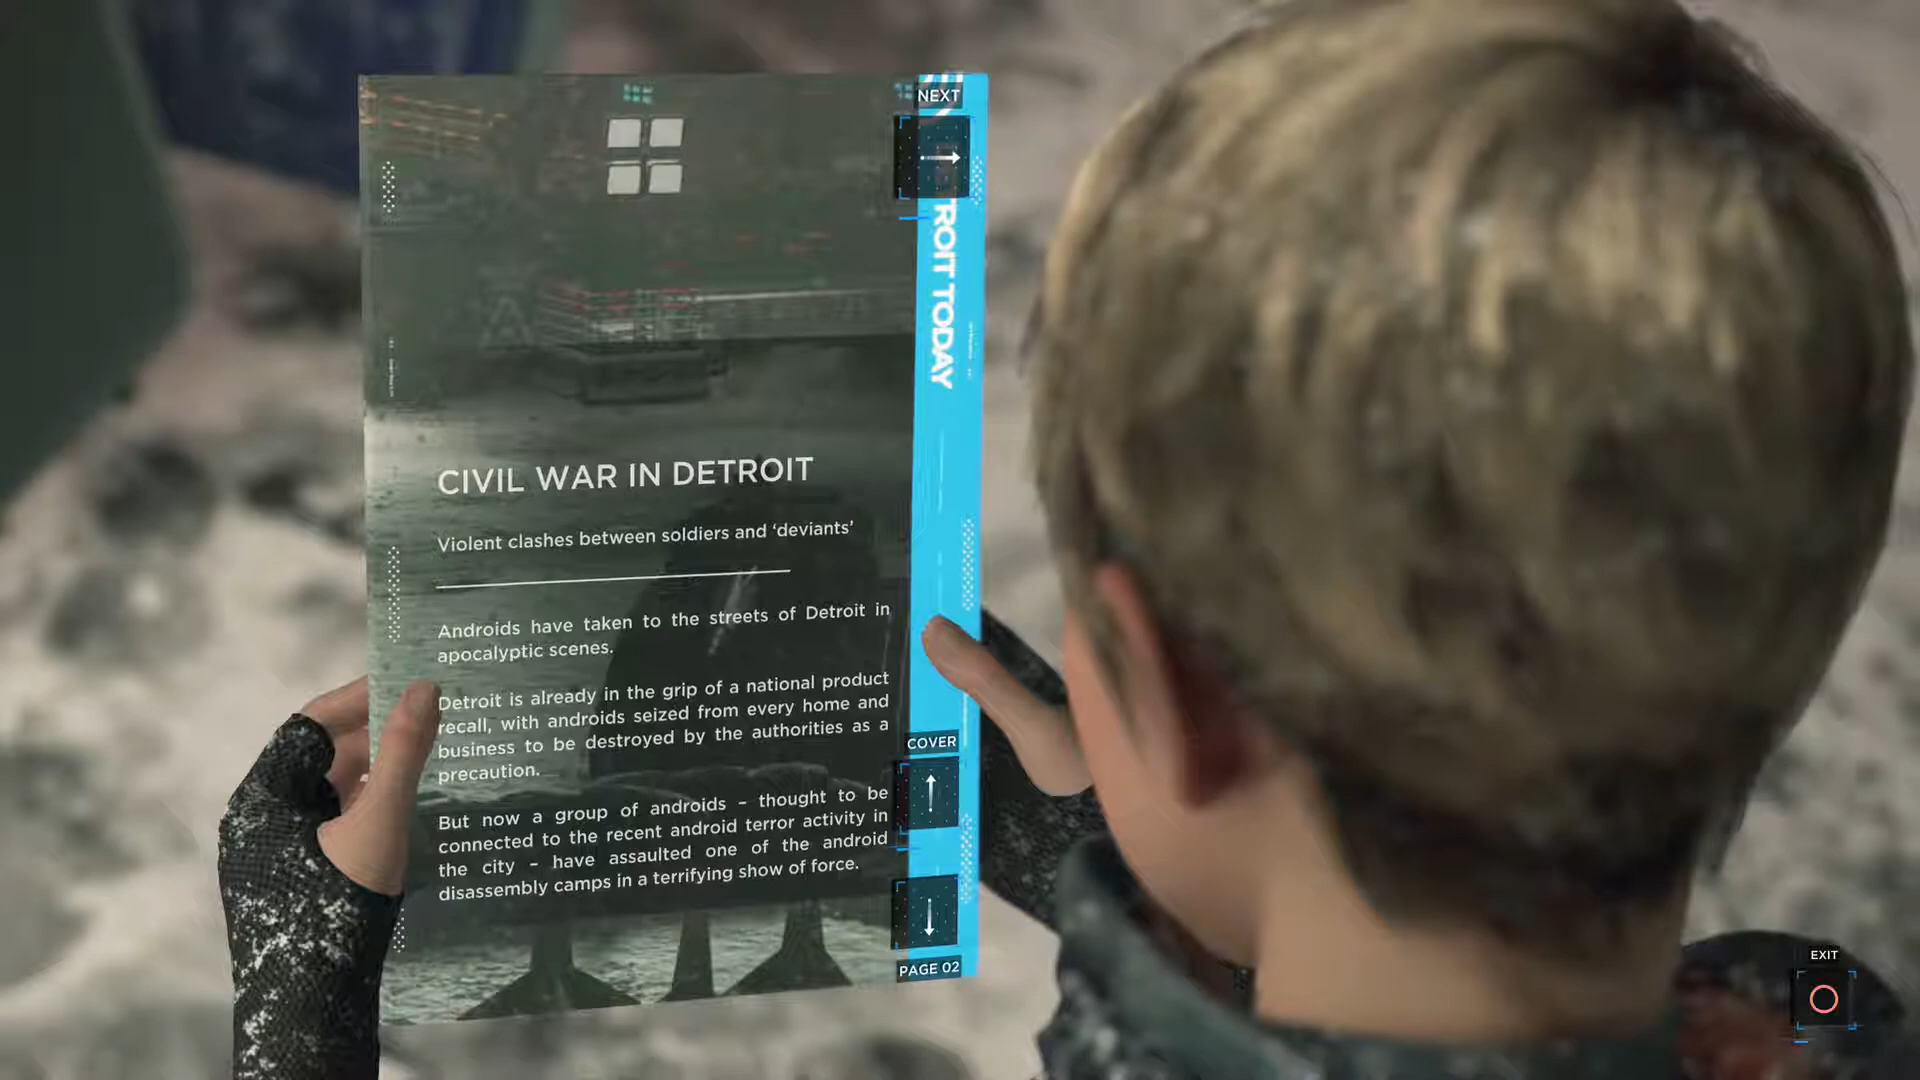 NEXT
TROIT TODAY
CIVIL WAR IN DETROIT
Violent clashes between soldiers and ‘deviants’
Androids have taken to the streets of Detroit in
apocalyptic scenes.
Detroit is already in the grip of a national product
recall, with androids seized from every home and
business to be destroyed by the authorities as a
precaution.
But now a group of androids – thought to be
connected to the recent android terror activity in
the city – have assaulted one of the android
disassembly camps in a terrifying show of force.
COVER
PAGE 02
EXIT